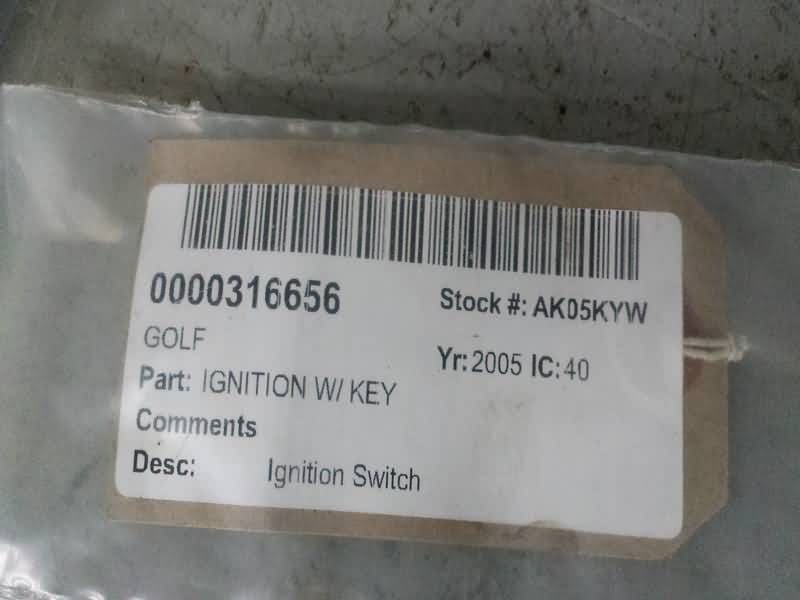 0000316656 Stock #: AK05KYW
GOLF
Yr: 2005 IC: 40
Part: IGNITION W/ KEY
Comments
Desc: Ignition Switch